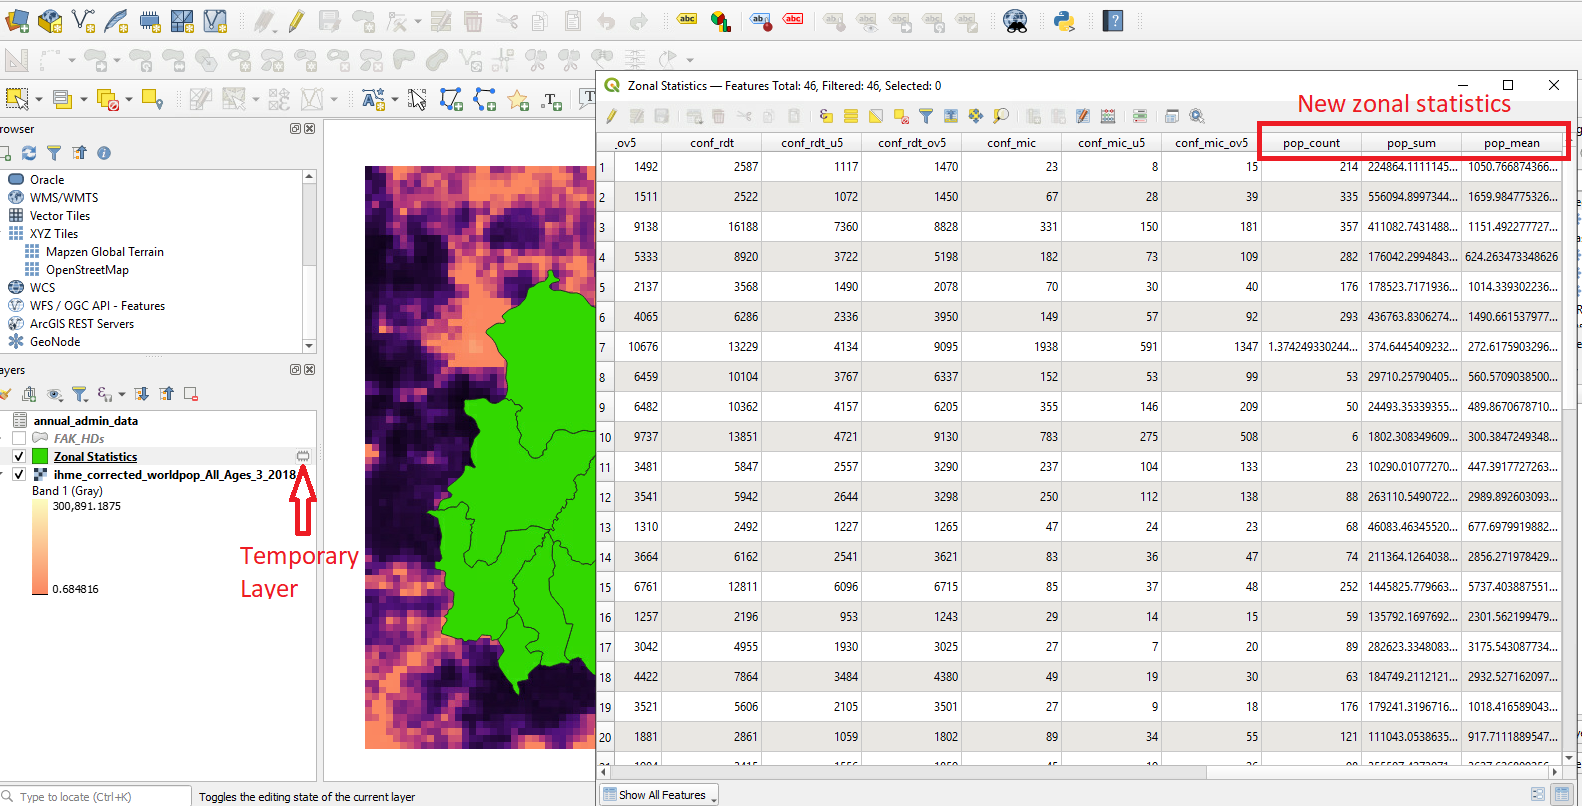 abc
abc
abc
abc
Zonal Statistics — Features Total: 46, Filtered: 46, Selected: 0
New zonal statistics
rowser
Oracle
WMS/WMTS
Vector Tiles
XYZ Tiles
Mapzen Global Terrain
OpenStreetMap
WCS
WFS / OGC API - Features
ArcGIS REST Servers
GeoNode
ayers
annual_admin_data
FAK_HDs
Zonal Statistics
ihme_corrected_worldpop_All_Ages_3_2018
Band 1 (Gray)
300,891.1875
0.684816
Temporary
Layer
_ov5 conf_rdt conf_rdt_u5 conf_rdt_ov5 conf_mic conf_mic_u5 conf_mic_ov5 pop_count pop_sum pop_mean
1 1492 2587 1117 1470 23 8 15 214 224864.1111145... 1050.766874366...
2 1511 2522 1072 1450 67 28 39 335 556094.8997344... 1659.984775326...
3 9138 16188 7360 8828 331 150 181 357 411082.7431488... 1151.492277727...
4 5333 8920 3722 5198 182 73 109 282 176042.2994843... 624.263473348626
5 2137 3568 1490 2078 70 30 40 176 178523.7171936... 1014.339302236...
6 4065 6286 2336 3950 149 57 92 293 436763.8306274... 1490.661537977...
7 10676 13229 4134 9095 1938 591 1347 1.374249330244... 374.6445409232... 272.6175903296...
8 6459 10104 3767 6337 152 53 99 53 29710.25790405... 560.5709038500...
9 6482 10362 4157 6205 355 146 209 50 24493.35339355... 489.8670678710...
10 9737 13851 4721 9130 783 275 508 6 1802.308349609... 300.3847249348...
11 3481 5847 2557 3290 237 104 133 23 10290.01077270... 447.3917727263...
12 3541 5942 2644 3298 250 112 138 88 263110.5490722... 2989.892603093...
13 1310 2492 1227 1265 47 24 23 68 46083.46345520... 677.6979919882...
14 3664 6162 2541 3621 83 36 47 74 211364.1264038... 2856.271978429...
15 6761 12811 6096 6715 85 37 48 252 1445825.779663... 5737.403887551...
16 1257 2196 953 1243 29 14 15 59 135792.1697692... 2301.562199479...
17 3042 4955 1930 3025 27 7 20 89 282623.3348083... 3175.543087734...
18 4422 7864 3484 4380 49 19 30 63 184749.2112121... 2932.527162097...
19 3521 5606 2105 3501 27 9 18 176 179241.3196716... 1018.416589043...
20 1881 2861 1059 1802 89 34 55 121 111043.0538635... 917.7111889547...
Show All Features
Type to locate (Ctrl+K)
Toggles the editing state of the current layer